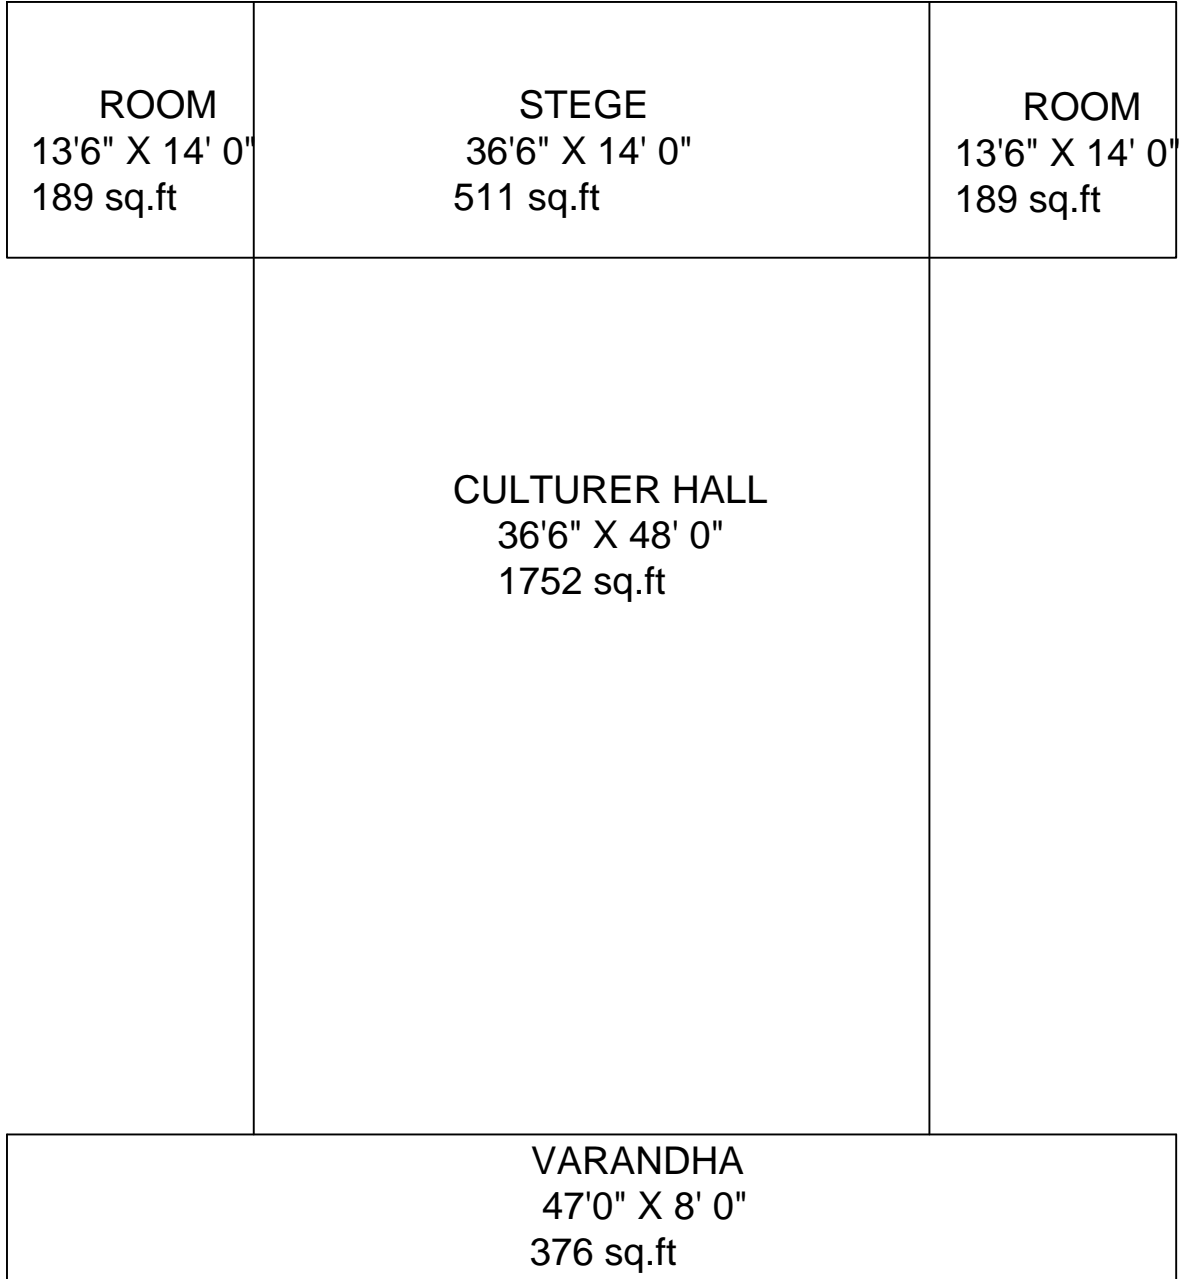 ROOM
13'6" X 14' 0"
189 sq.ft
STEGE
36'6" X 14' 0"
511 sq.ft
ROOM
13'6" X 14' 0"
189 sq.ft
CULTURER HALL
36'6" X 48' 0"
1752 sq.ft
VARANDHA
47'0" X 8' 0"
376 sq.ft